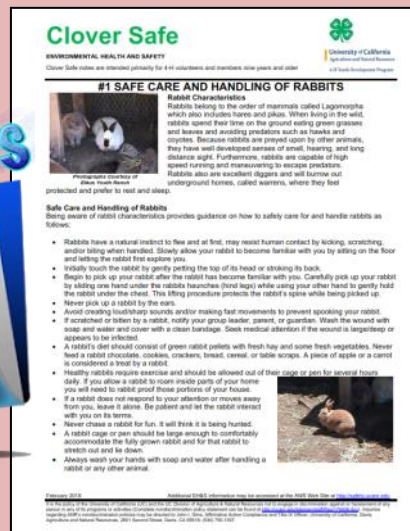 Clover Safe
ENVIRONMENTAL HEALTH AND SAFETY
Clover Safe notes are intended primarily for 4-H volunteers and members nine years and older
University of California
Agriculture and Natural Resources
4-H Youth Development Program
#1 SAFE CARE AND HANDLING OF RABBITS
Photographs Courtesy of
Elkus Youth Ranch
Rabbit Characteristics
Rabbits belong to the order of mammals called Lagomorpha
which also includes hares and pikas. When living in the wild,
rabbits spend their time on the ground eating green grasses
and leaves and avoiding predators such as hawks and
coyotes. Because rabbits are preyed upon by other animals,
they have well developed senses of smell, hearing, and long
distance sight. Furthermore, rabbits are capable of high
speed running and maneuvering to escape predators.
Rabbits also are excellent diggers and will burrow out
underground homes, called warrens, where they feel
protected and prefer to rest and sleep.
Safe Care and Handling of Rabbits
Being aware of rabbit characteristics provides guidance on how to safely care for and handle rabbits as
follows:
• Rabbits have a natural instinct to flee and at first, may resist human contact by kicking, scratching,
and/or biting when handled. Slowly allow your rabbit to become familiar with you by sitting on the floor
and letting the rabbit first explore you.
• Initially touch the rabbit by gently petting the top of its head or stroking its back.
• Begin to pick up your rabbit after the rabbit has become familiar with you. Carefully pick up your rabbit
by sliding one hand under the rabbits haunches (hind legs) while using your other hand to gently hold
the rabbit under the chest. This lifting procedure protects the rabbit's spine while being picked up.
• Never pick up a rabbit by the ears.
• Avoid creating loud/sharp sounds and/or making fast movements to prevent spooking your rabbit.
• If scratched or bitten by a rabbit, notify your group leader, parent, or guardian. Wash the wound with
soap and water and cover with a clean bandage. Seek medical attention if the wound is large/deep or
appears to be infected.
• A rabbit's diet should consist of green rabbit pellets with fresh hay and some fresh vegetables. Never
feed a rabbit chocolate, cookies, crackers, bread, cereal, or table scraps. A piece of apple or a carrot
is considered a treat by a rabbit.
• Healthy rabbits require exercise and should be allowed out of their cage or pen for several hours
daily. If you allow a rabbit to roam inside parts of your home
you will need to rabbit proof those portions of your house.
• If a rabbit does not respond to your attention or moves away
from you, leave it alone. Be patient and let the rabbit interact
with you on its terms.
• Never chase a rabbit for fun. It will think it is being hunted.
• A rabbit cage or pen should be large enough to comfortably
accommodate the fully grown rabbit and for that rabbit to
stretch out and lie down.
• Always wash your hands with soap and water after handling a
rabbit or any other animal.
February 2018
Additional EH&S information may be accessed at the ANR Web Site at http://safety.ucanr.edu